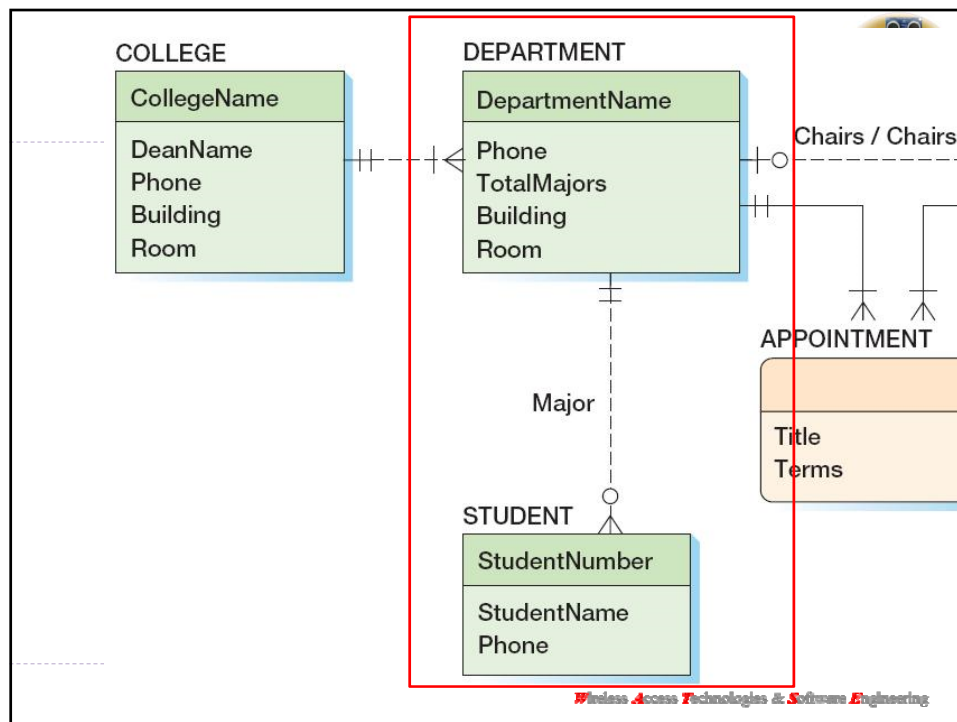 COLLEGE
CollegeName
DeanName
Phone
Building
Room
DEPARTMENT
DepartmentName
Phone
TotalMajors
Building
Room
Chairs / Chairs
APPOINTMENT
Title
Terms
Major
STUDENT
StudentNumber
StudentName
Phone
Wireless Access Technologies & Software Engineering